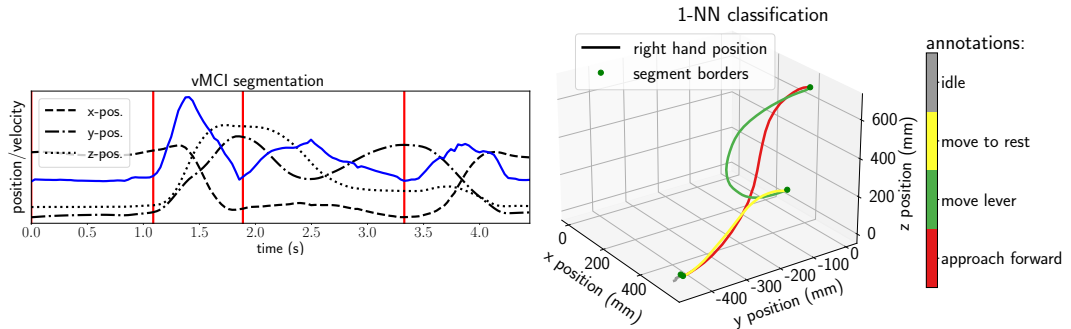 vMCI segmentation
position/velocity
x-pos.
y-pos.
z-pos.
0.0 0.5 1.0 1.5 2.0 2.5 3.0 3.5 4.0
time (s)
1-NN classification
right hand position
segment borders
0
200
400
x position (mm)
-400
-300
-200
-100
0
y position (mm)
600
400
200
0
z position (mm)
annotations:
idle
move to rest
move lever
approach forward